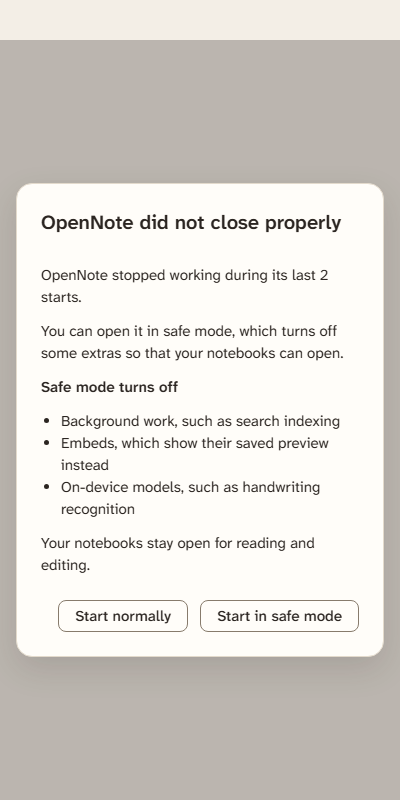 OpenNote did not close properly
OpenNote stopped working during its last 2
starts.
You can open it in safe mode, which turns off
some extras so that your notebooks can open.
Safe mode turns off
Background work, such as search indexing
Embeds, which show their saved preview
instead
On-device models, such as handwriting
recognition
Your notebooks stay open for reading and
editing.
Start normally
Start in safe mode